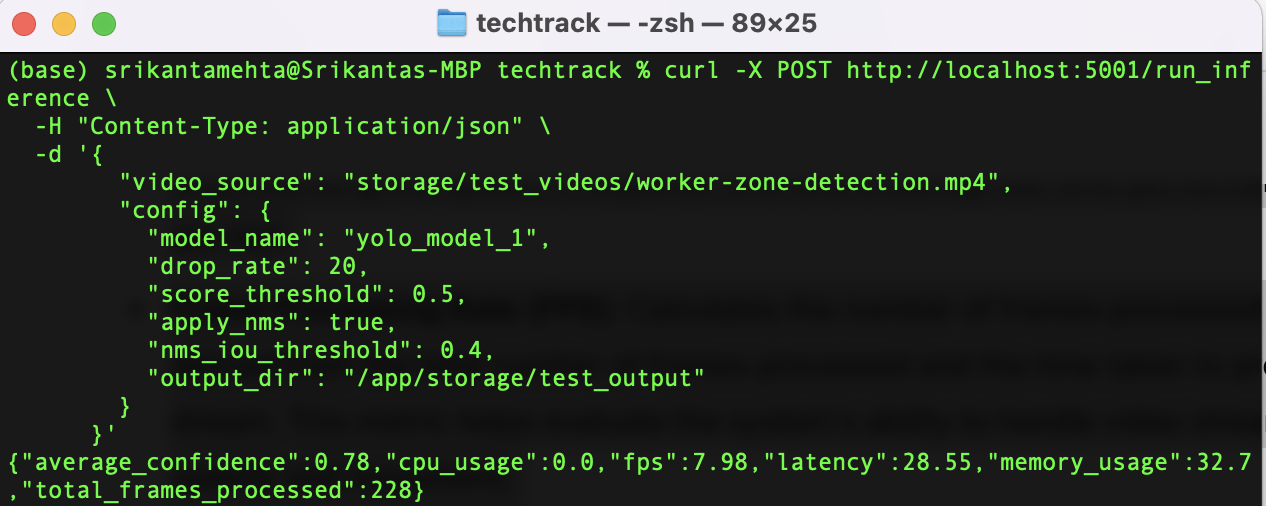 techtrack — -zsh — 89×25
(base) srikantamehta@Srikantas-MBP techtrack % curl -X POST http://localhost:5001/run_inf
erence \
  -H "Content-Type: application/json" \
  -d '{
        "video_source": "storage/test_videos/worker-zone-detection.mp4",
        "config": {
          "model_name": "yolo_model_1",
          "drop_rate": 20,
          "score_threshold": 0.5,
          "apply_nms": true,
          "nms_iou_threshold": 0.4,
          "output_dir": "/app/storage/test_output"
        }
      }'
{"average_confidence":0.78,"cpu_usage":0.0,"fps":7.98,"latency":28.55,"memory_usage":32.7
,"total_frames_processed":228}